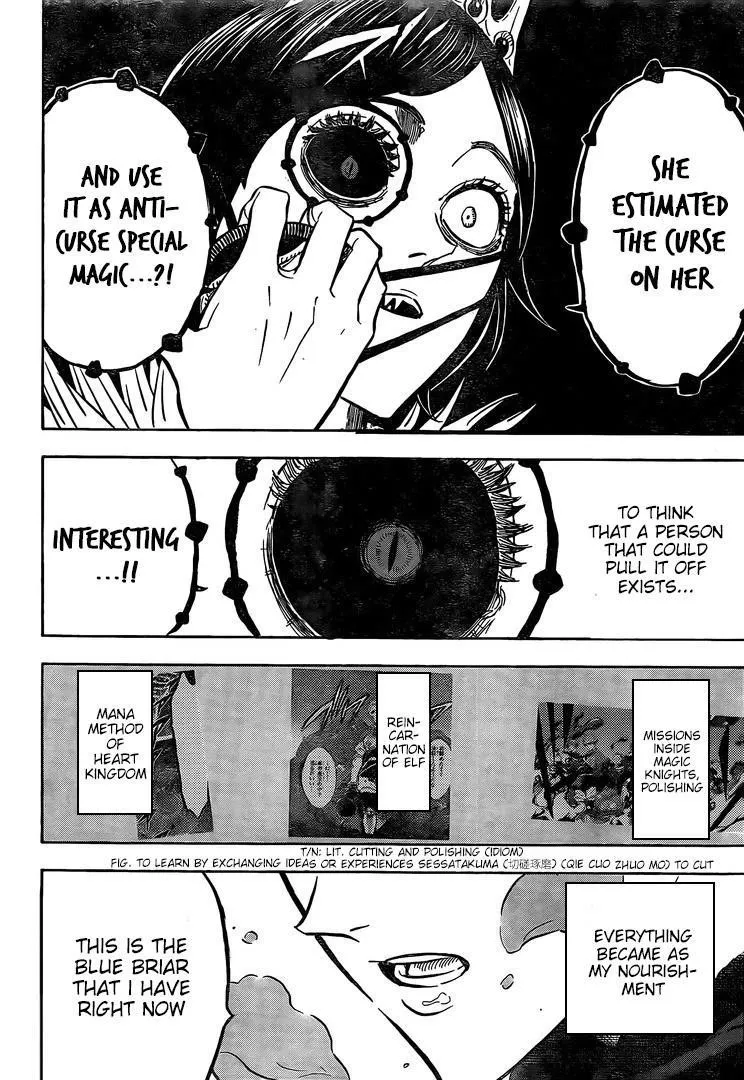 SHE
ESTIMATED
THE CURSE
ON HER
AND USE
IT AS ANTI-
CURSE SPECIAL
MAGIC...?!
TO THINK
THAT A PERSON
THAT COULD
PULL IT OFF
EXISTS...
INTERESTING
...!!
MISSIONS
INSIDE
MAGIC
KNIGHTS,
POLISHING
REIN-
CAR-
NATION
OF ELF
MANA
METHOD
OF
HEART
KINGDOM
T/N: LIT. CUTTING AND POLISHING (IDIOM)
FIG. TO LEARN BY EXCHANGING IDEAS OR EXPERIENCES SESSATAKUMA (切磋琢磨) (QIE CUO ZHUO MO) TO CUT
EVERYTHING
BECAME AS
MY NOURISH-
MENT
THIS IS THE
BLUE BRIAR
THAT I HAVE
RIGHT NOW